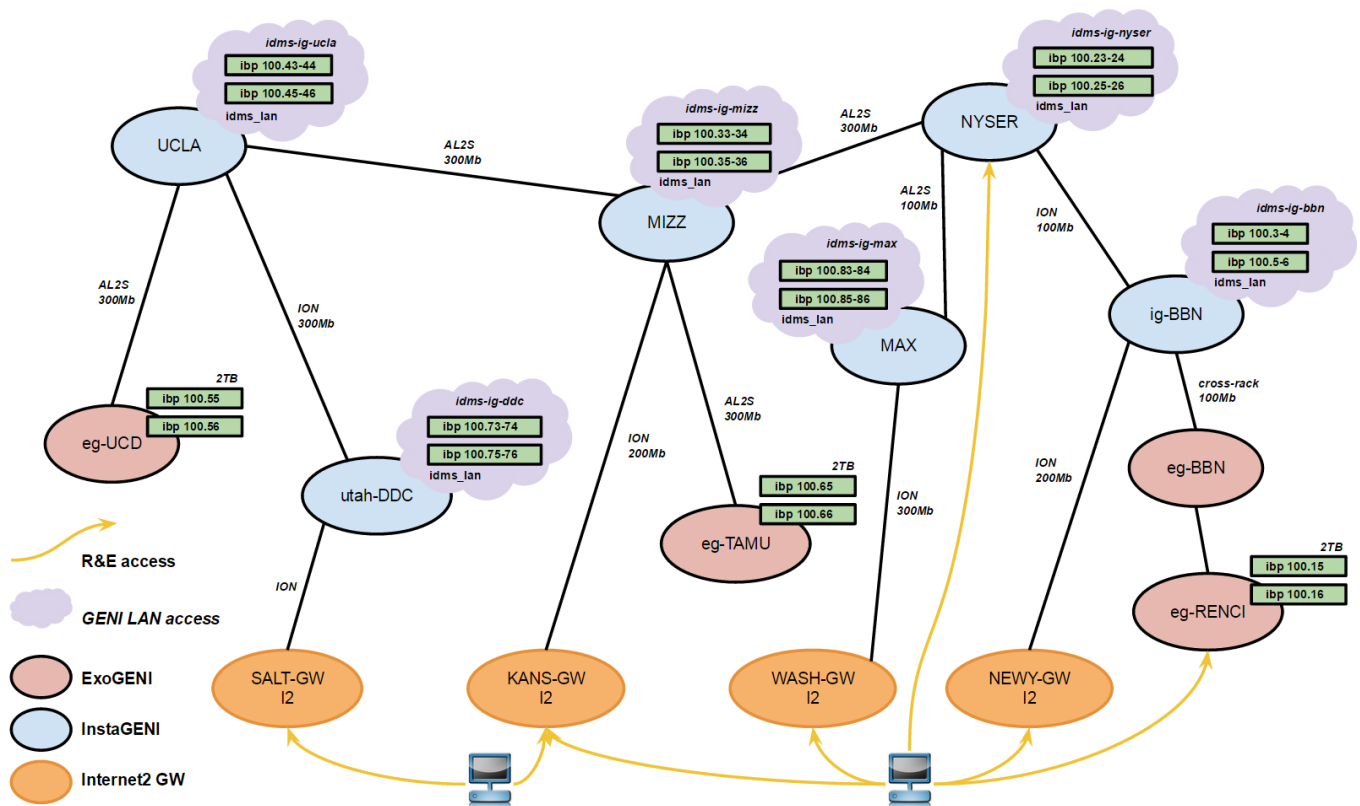 idms-ig-ucla
ibp 100.43-44
ibp 100.45-46
idms_lan
UCLA
idms-ig-nyser
ibp 100.23-24
ibp 100.25-26
idms_lan
NYSER
idms-ig-mizz
ibp 100.33-34
ibp 100.35-36
idms_lan
MIZZ
AL2S
300Mb
AL2S
300Mb
AL2S
100Mb
ION
100Mb
idms-ig-bbn
ibp 100.3-4
ibp 100.5-6
idms_lan
ig-BBN
idms-ig-max
ibp 100.83-84
ibp 100.85-86
idms_lan
MAX
AL2S
300Mb
ION
300Mb
2TB
ibp 100.55
ibp 100.56
eg-UCD
idms-ig-ddc
ibp 100.73-74
ibp 100.75-76
idms_lan
utah-DDC
ION
200Mb
AL2S
300Mb
2TB
ibp 100.65
ibp 100.66
eg-TAMU
ION
300Mb
ION
200Mb
cross-rack
100Mb
eg-BBN
2TB
ibp 100.15
ibp 100.16
eg-RENCI
ION
R&E access
GENI LAN access
ExoGENI
InstaGENI
Internet2 GW
SALT-GW
I2
KANS-GW
I2
WASH-GW
I2
NEWY-GW
I2